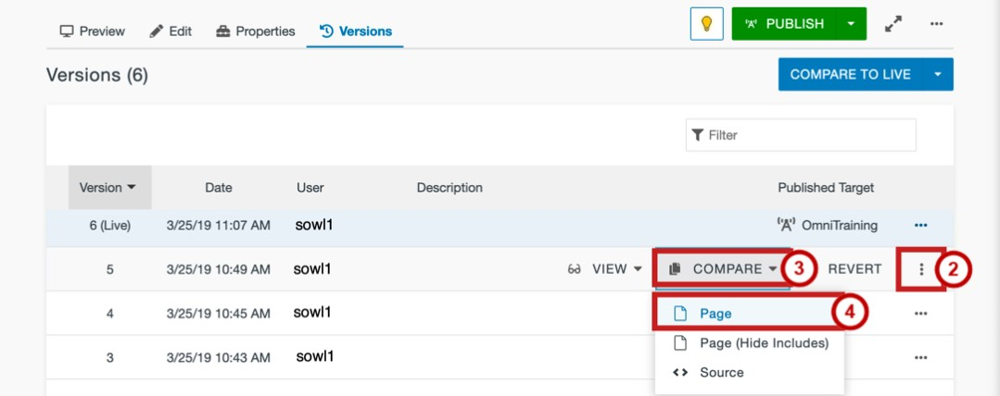 Preview Edit Properties Versions PUBLISH
Versions (6) COMPARE TO LIVE
Filter
Version Date User Description Published Target
6 (Live) 3/25/19 11:07 AM sowl1 OmniTraining
5 3/25/19 10:49 AM sowl1 VIEW COMPARE 3 REVERT 2
4 3/25/19 10:45 AM sowl1 Page 4
Page (Hide Includes)
3 3/25/19 10:43 AM sowl1
Source